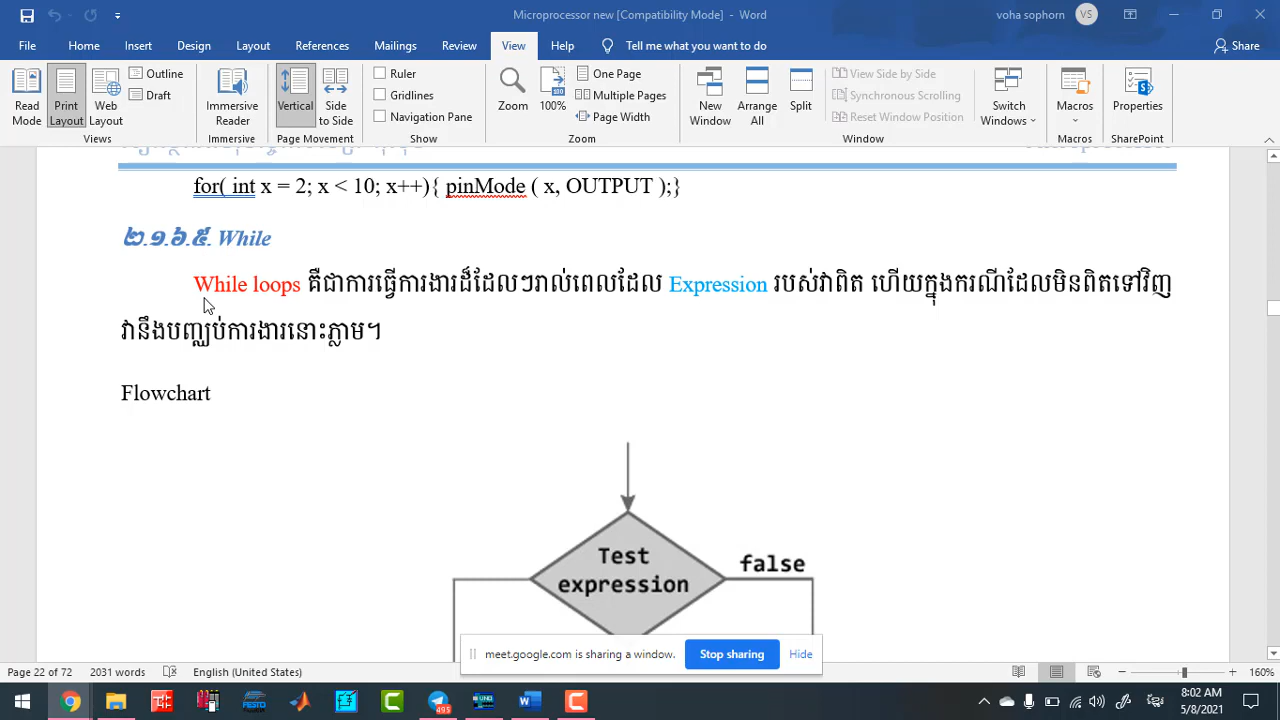 Microprocessor new [Compatibility Mode] - Word
voha sophorn VS
File Home Insert Design Layout References Mailings Review View Help Tell me what you want to do Share
Read Mode
Print Layout
Web Layout
Outline
Draft
Views
Immersive Reader
Immersive
Vertical
Side to Side
Page Movement
Ruler
Gridlines
Navigation Pane
Show
Zoom
100%
One Page
Multiple Pages
Page Width
Zoom
New Window
Arrange All
Split
View Side by Side
Synchronous Scrolling
Reset Window Position
Switch Windows
Window
Macros
Macros
Properties
SharePoint
for( int x = 2; x < 10; x++){ pinMode ( x, OUTPUT );}
២.១.៦.៥. While
While loops គឺជាការធ្វើការងារដ៏ដែលៗរាល់ពេលដែល Expression របស់វាពិត ហើយក្នុងករណីដែលមិនពិតទៅវិញ
វានឹងបញ្ឈប់ការងារនោះភ្លាម។
Flowchart
Test
expression
false
meet.google.com is sharing a window. Stop sharing Hide
Page 22 of 72 2031 words English (United States) 160%
495
8:02 AM
5/8/2021